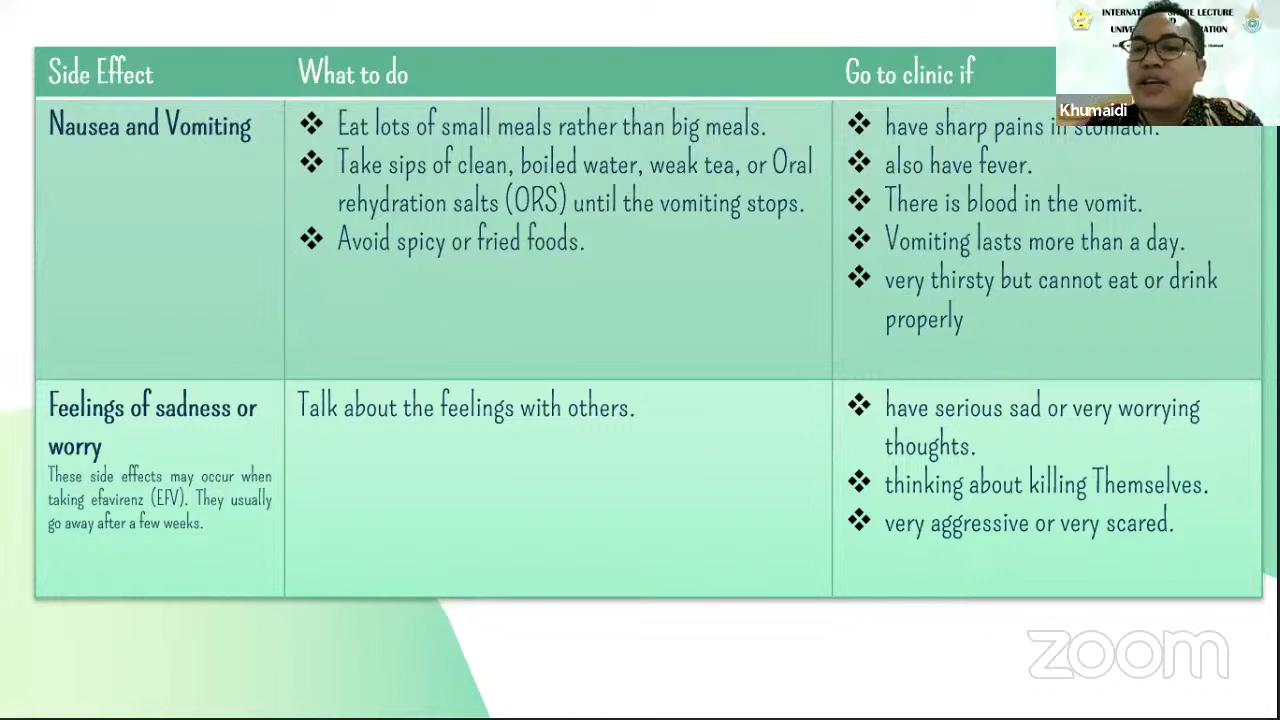 Side Effect
What to do
Go to clinic if
Nausea and Vomiting
Eat lots of small meals rather than big meals.
Take sips of clean, boiled water, weak tea, or Oral
rehydration salts (ORS) until the vomiting stops.
Avoid spicy or fried foods.
have sharp pains in stomach.
also have fever.
There is blood in the vomit.
Vomiting lasts more than a day.
very thirsty but cannot eat or drink
properly
Feelings of sadness or
worry
These side effects may occur when
taking efavirenz (EFV). They usually
go away after a few weeks.
Talk about the feelings with others.
have serious sad or very worrying
thoughts.
thinking about killing Themselves.
very aggressive or very scared.
LECTURE
Khumaidi
zoom